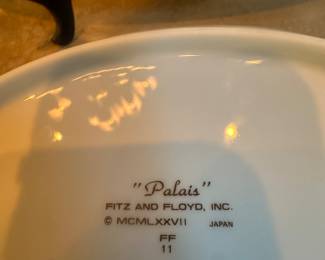 "Palais"
FITZ AND FLOYD, INC.
© MCMLXXVII JAPAN
FF
11